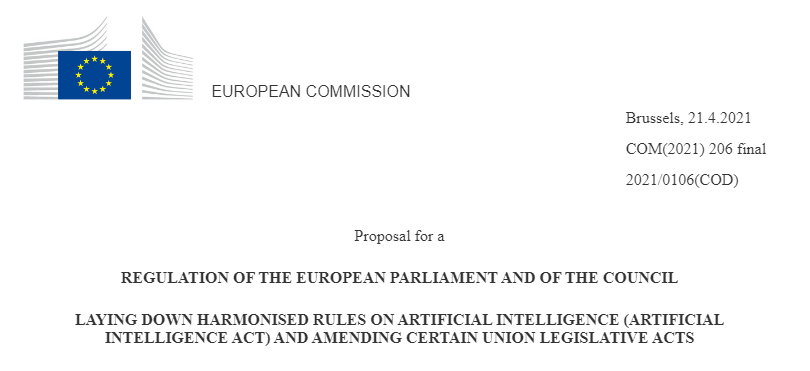 EUROPEAN COMMISSION
Brussels, 21.4.2021
COM(2021) 206 final
2021/0106(COD)
Proposal for a
REGULATION OF THE EUROPEAN PARLIAMENT AND OF THE COUNCIL
LAYING DOWN HARMONISED RULES ON ARTIFICIAL INTELLIGENCE (ARTIFICIAL
INTELLIGENCE ACT) AND AMENDING CERTAIN UNION LEGISLATIVE ACTS